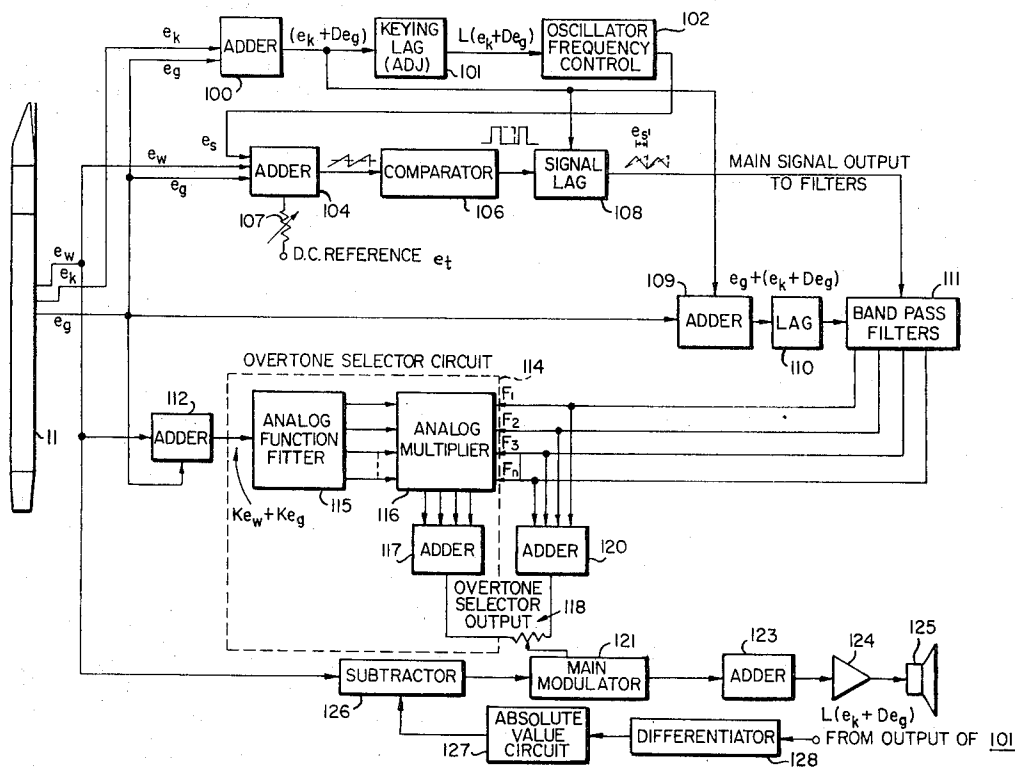 102
e_k
ADDER
(e_k+De_g)
KEYING
LAG
(ADJ)
L(e_k+De_g)
OSCILLATOR
FREQUENCY
CONTROL
e_g
100
101
e_s
e_w
e_g
ADDER
104
COMPARATOR
106
SIGNAL
LAG
108
e_s'
MAIN SIGNAL OUTPUT
TO FILTERS
107
D.C. REFERENCE e_t
e_w
e_k
e_g
109
e_g+(e_k+De_g)
111
ADDER
LAG
110
BAND PASS
FILTERS
OVERTONE SELECTOR CIRCUIT
114
112
ADDER
ANALOG
FUNCTION
FITTER
115
ANALOG
MULTIPLIER
116
F1
F2
F3
Fn
11
Ke_w+Ke_g
117
ADDER
ADDER
120
OVERTONE
SELECTOR
OUTPUT
118
121
123
124
125
SUBTRACTOR
126
MAIN
MODULATOR
ADDER
ABSOLUTE
VALUE
CIRCUIT
127
DIFFERENTIATOR
128
L(e_k+De_g)
FROM OUTPUT OF 101